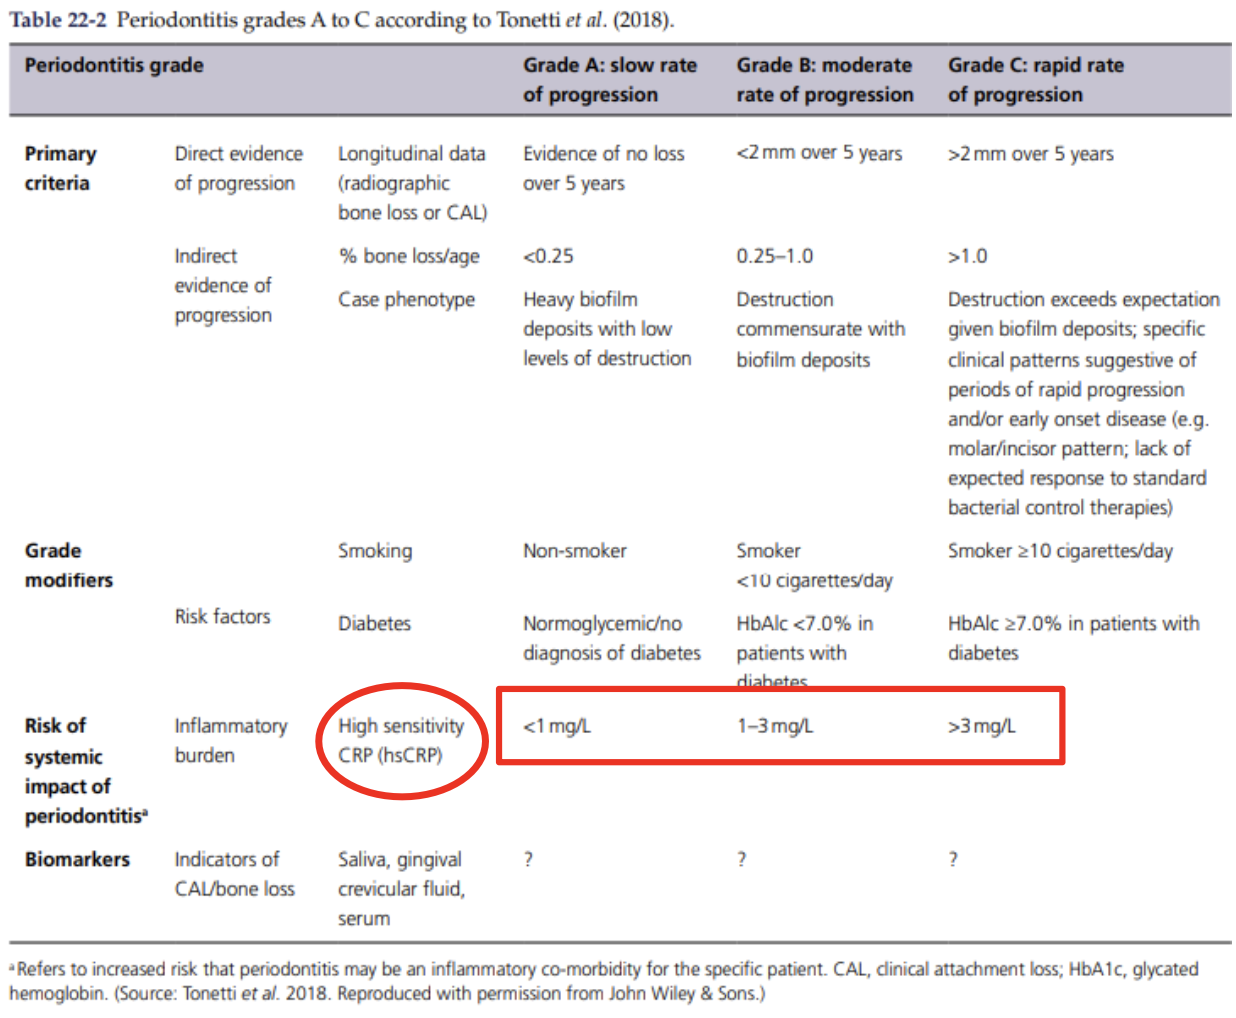 Table 22-2 Periodontitis grades A to C according to Tonetti et al. (2018).
Periodontitis grade
Grade A: slow rate
of progression
Grade B: moderate
rate of progression
Grade C: rapid rate
of progression
Primary
criteria
Direct evidence
of progression
Longitudinal data
(radiographic
bone loss or CAL)
Evidence of no loss
over 5 years
<2 mm over 5 years
>2 mm over 5 years
Indirect
evidence of
progression
% bone loss/age
<0.25
0.25–1.0
>1.0
Case phenotype
Heavy biofilm
deposits with low
levels of destruction
Destruction
commensurate with
biofilm deposits
Destruction exceeds expectation
given biofilm deposits; specific
clinical patterns suggestive of
periods of rapid progression
and/or early onset disease (e.g.
molar/incisor pattern; lack of
expected response to standard
bacterial control therapies)
Grade
modifiers
Risk factors
Smoking
Non-smoker
Smoker
<10 cigarettes/day
Smoker ≥10 cigarettes/day
Diabetes
Normoglycemic/no
diagnosis of diabetes
HbAlc <7.0% in
patients with
diabetes
HbAlc ≥7.0% in patients with
diabetes
Risk of
systemic
impact of
periodontitisᵃ
Inflammatory
burden
High sensitivity
CRP (hsCRP)
<1 mg/L
1–3 mg/L
>3 mg/L
Biomarkers
Indicators of
CAL/bone loss
Saliva, gingival
crevicular fluid,
serum
?
?
?
ᵃ Refers to increased risk that periodontitis may be an inflammatory co-morbidity for the specific patient. CAL, clinical attachment loss; HbA1c, glycated
hemoglobin. (Source: Tonetti et al. 2018. Reproduced with permission from John Wiley & Sons.)